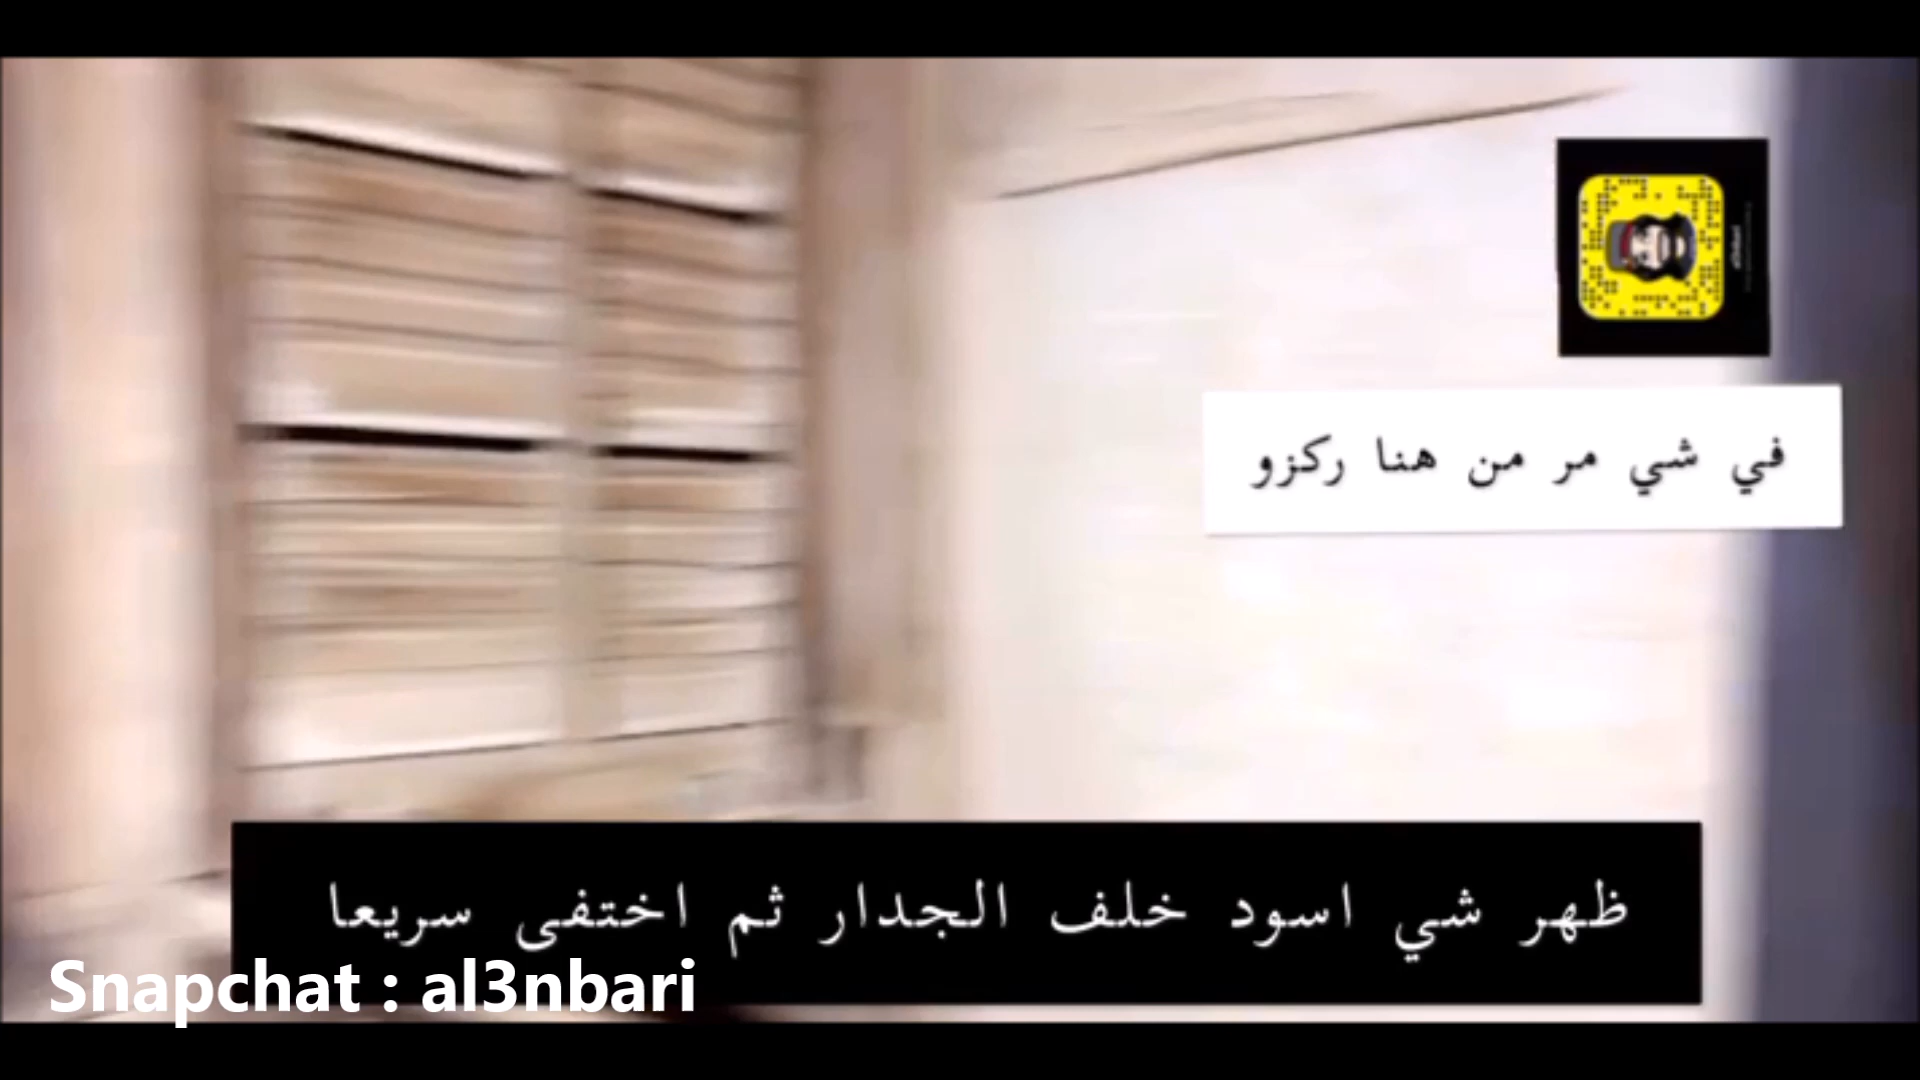 في شي مر من هنا ركزو
ظهر شي اسود خلف الجدار ثم اختفى سريعا
Snapchat : al3nbari